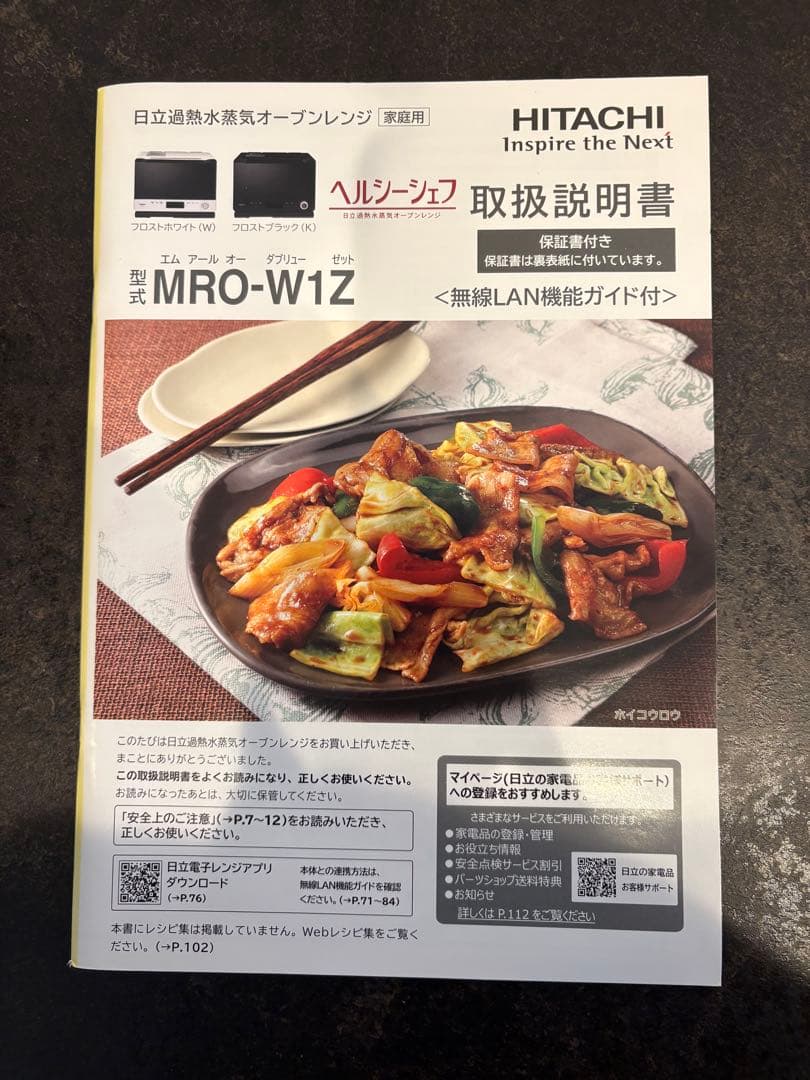 日立過熱水蒸気オーブンレンジ 家庭用
HITACHI
Inspire the Next
フロストホワイト(W) フロストブラック(K)
ヘルシーシェフ
日立過熱水蒸気オーブンレンジ
取扱説明書
保証書付き
保証書は裏表紙に付いています。
エム アール オー ダブリュー ゼット
型式 MRO-W1Z
<無線LAN機能ガイド付>
ホイコウロウ
このたびは日立過熱水蒸気オーブンレンジをお買い上げいただき、
まことにありがとうございました。
この取扱説明書をよくお読みになり、正しくお使いください。
お読みになったあとは、大切に保管してください。
「安全上のご注意」(→P.7~12)をお読みいただき、
正しくお使いください。
日立電子レンジアプリ
ダウンロード
(→P.76)
本体との連携方法は、
無線LAN機能ガイドを確認
ください。(→P.71~84)
本書にレシピ集は掲載していません。Webレシピ集をご覧く
ださい。(→P.102)
マイページ(日立の家電品 サポート)
への登録をおすすめします。
さまざまなサービスをご利用いただけます。
●家電品の登録・管理
●お役立ち情報
●安全点検サービス割引
●パーツショップ送料特典
●お知らせ
日立の家電品
お客様サポート
詳しくは P.112 をご覧ください